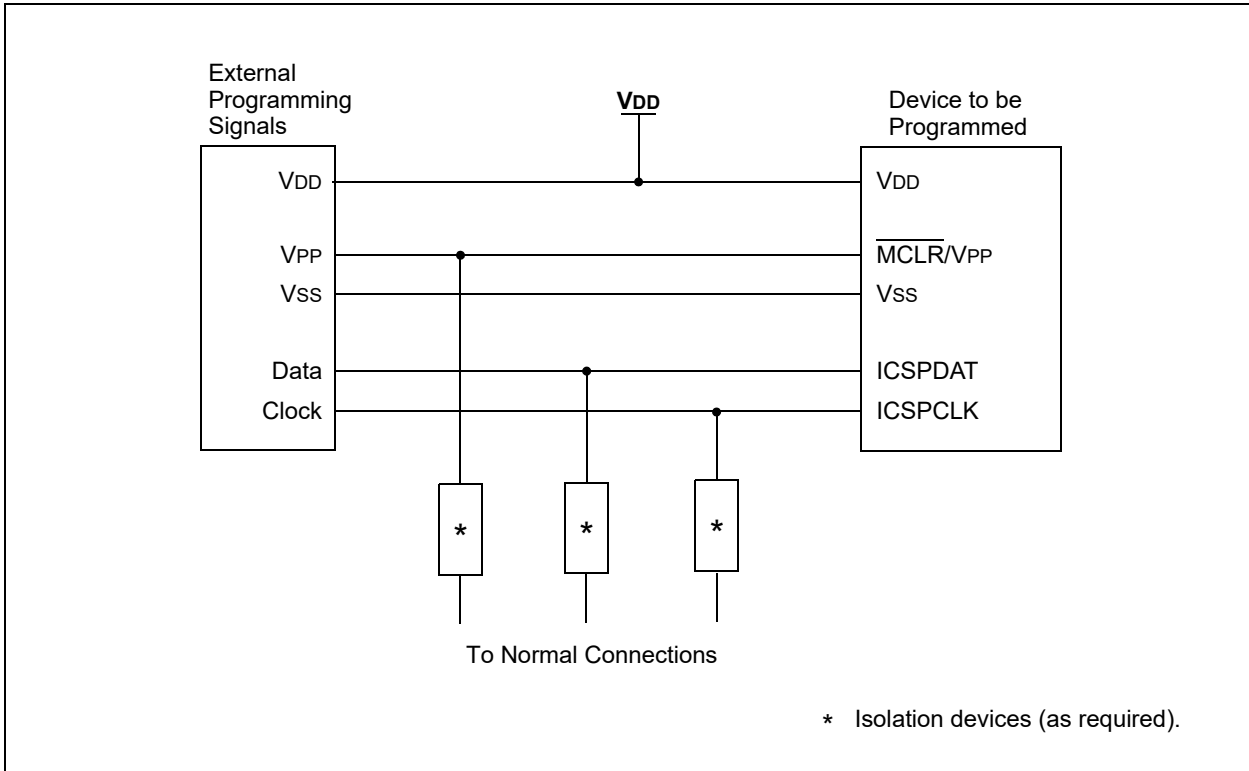 External
Programming
Signals
VDD
Device to be
Programmed
VDD
VDD
VPP
MCLR/VPP
VSS
VSS
Data
ICSPDAT
Clock
ICSPCLK
*
*
*
To Normal Connections
* Isolation devices (as required).